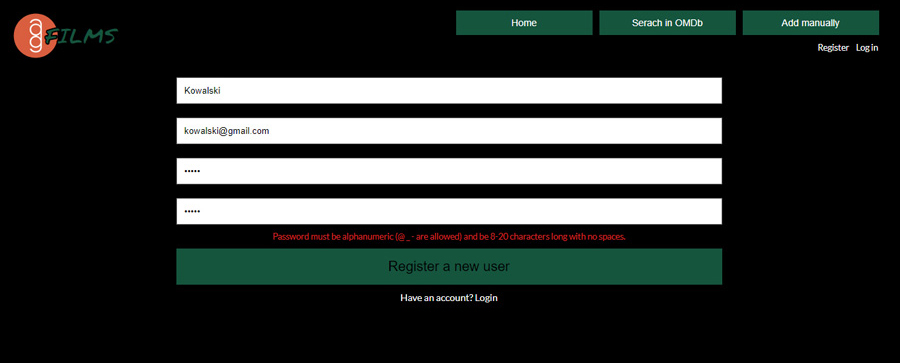 FILMS
Home Serach in OMDb Add manually
Register Log in
Kowalski
kowalski@gmail.com
•••••
•••••
Password must be alphanumeric (@_- are allowed) and be 8-20 characters long with no spaces.
Register a new user
Have an account? Login